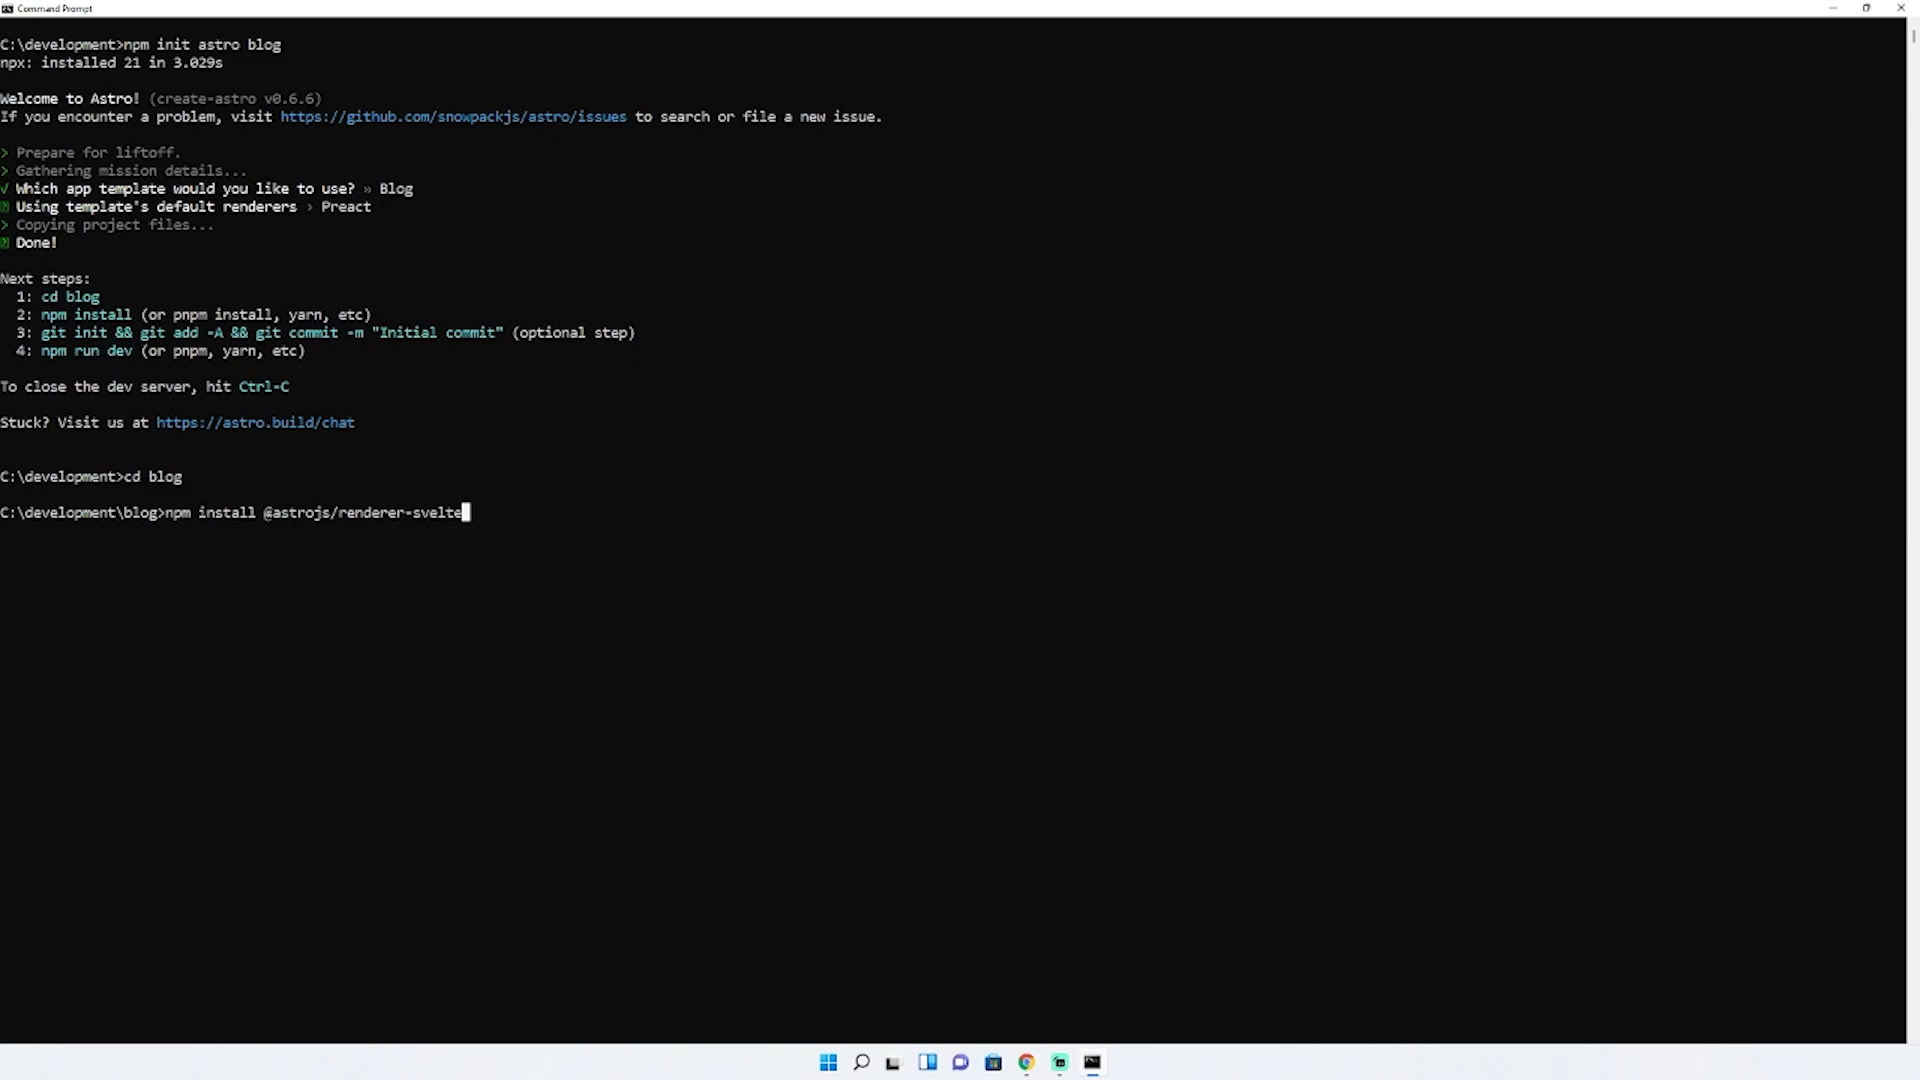 Command Prompt
C:\development>npm init astro blog
npx: installed 21 in 3.029s
Welcome to Astro! (create-astro v0.6.6)
If you encounter a problem, visit https://github.com/snowpackjs/astro/issues to search or file a new issue.
> Prepare for liftoff.
> Gathering mission details...
√ Which app template would you like to use? » Blog
Using template's default renderers › Preact
> Copying project files...
Done!
Next steps:
1: cd blog
2: npm install (or pnpm install, yarn, etc)
3: git init && git add -A && git commit -m "Initial commit" (optional step)
4: npm run dev (or pnpm, yarn, etc)
To close the dev server, hit Ctrl-C
Stuck? Visit us at https://astro.build/chat
C:\development>cd blog
C:\development\blog>npm install @astrojs/renderer-svelte